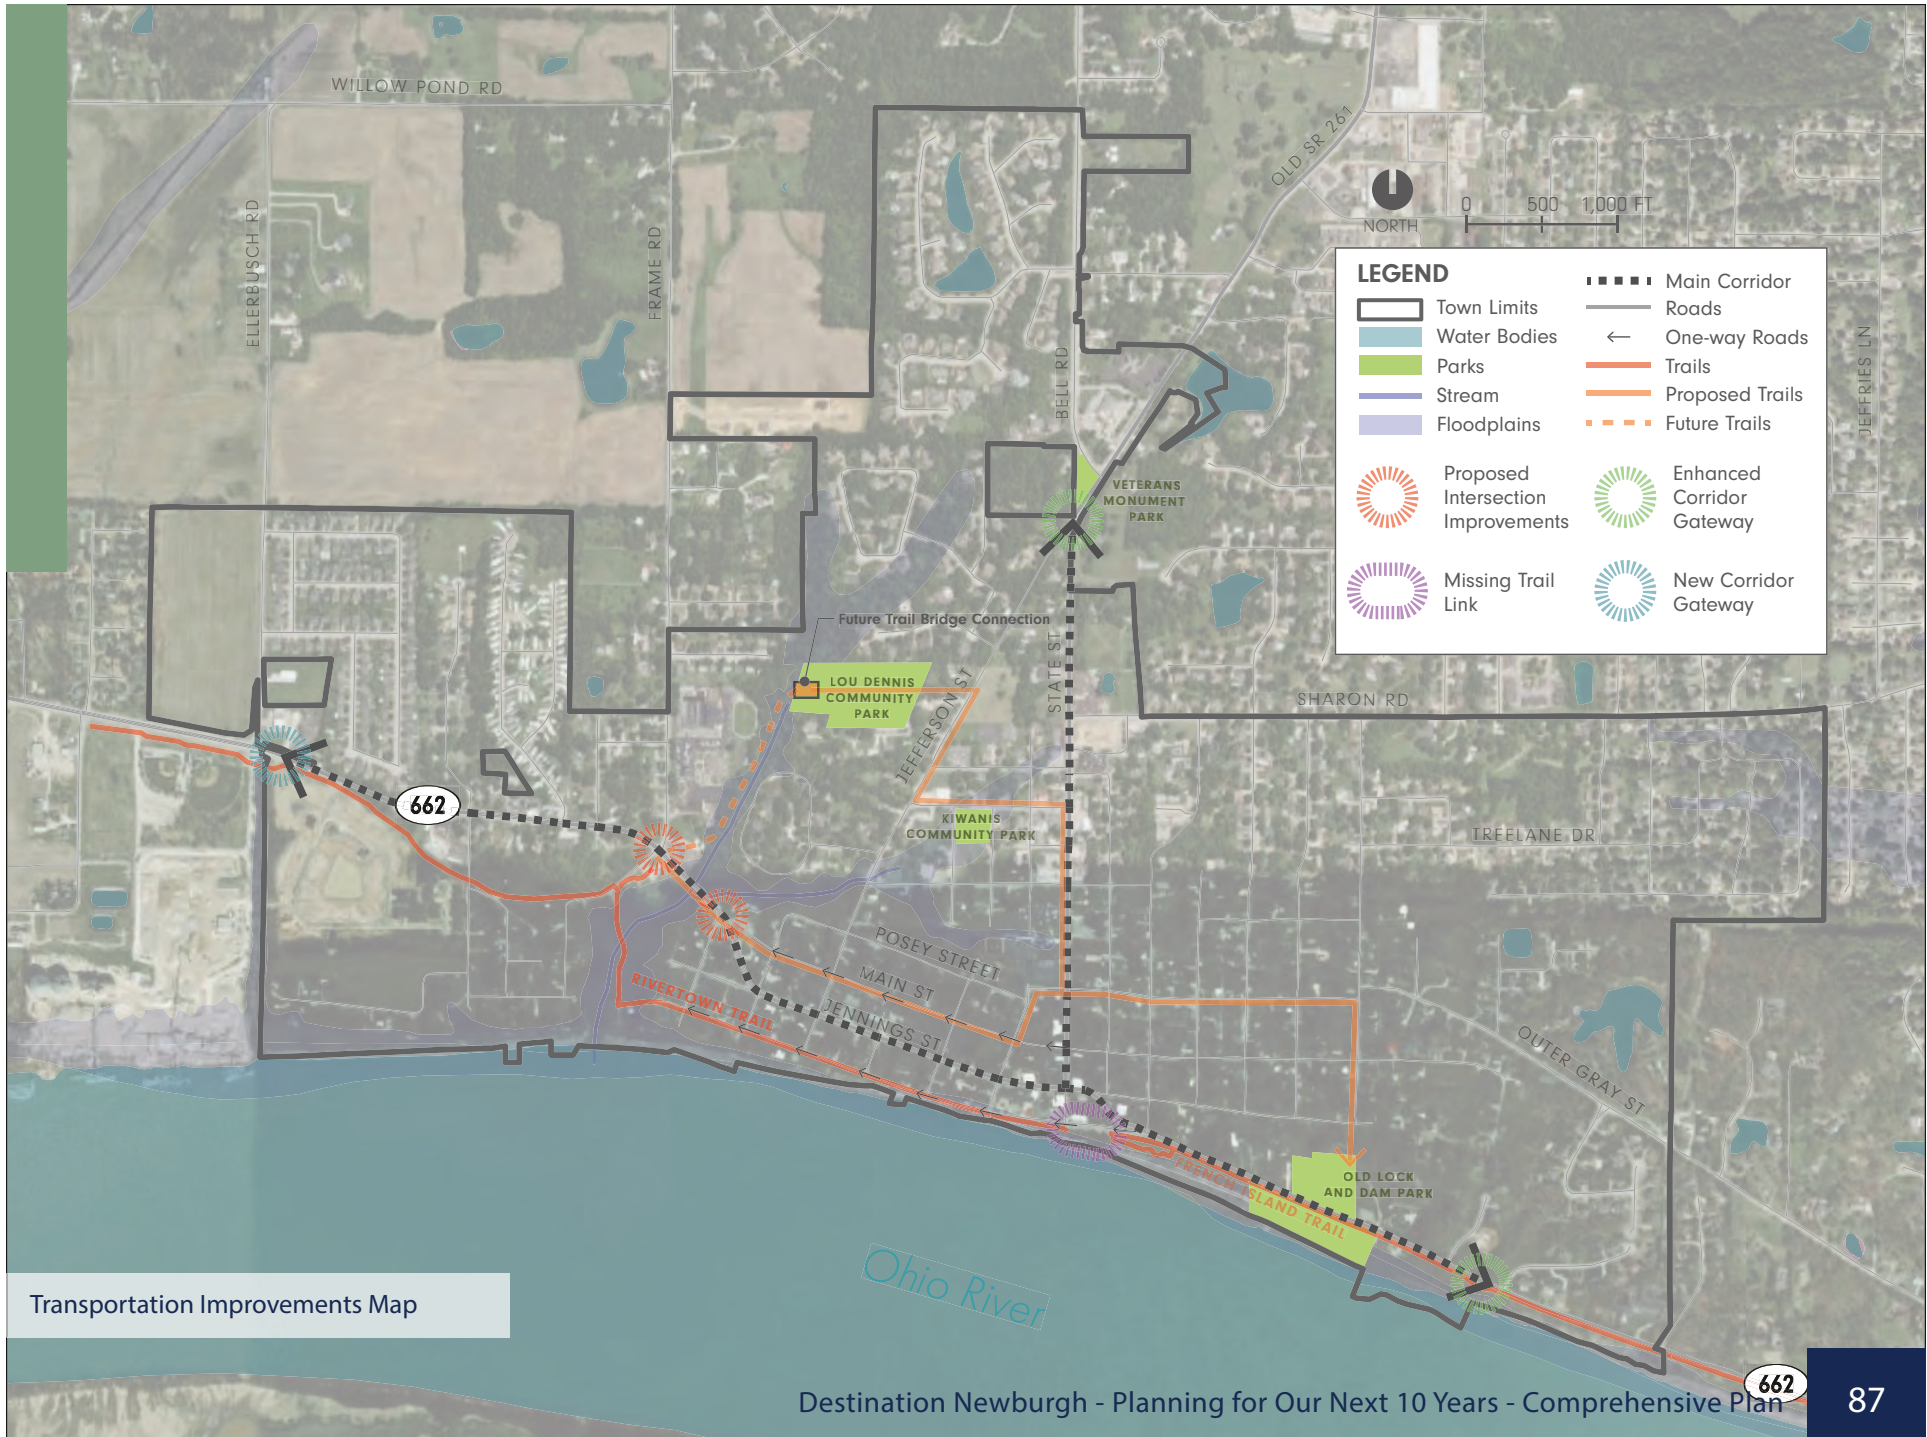 WILLOW POND RD
OLD SR 261
ELLERBUSCH RD
FRAME RD
NORTH
0 500 1,000 FT
LEGEND
Town Limits
Water Bodies
Parks
Stream
Floodplains
Main Corridor
Roads
One-way Roads
Trails
Proposed Trails
Future Trails
Proposed
Intersection
Improvements
Enhanced
Corridor
Gateway
Missing Trail
Link
New Corridor
Gateway
JEFFRIES LN
BELL RD
VETERANS
MONUMENT
PARK
Future Trail Bridge Connection
LOU DENNIS
COMMUNITY
PARK
JEFFERSON ST
STATE ST
SHARON RD
662
KIWANIS
COMMUNITY PARK
TREELANE DR
POSEY STREET
MAIN ST
JENNINGS ST
RIVERTOWN TRAIL
OUTER GRAY ST
FRENCH ISLAND TRAIL
OLD LOCK
AND DAM PARK
Ohio River
Transportation Improvements Map
662
Destination Newburgh - Planning for Our Next 10 Years - Comprehensive Plan
87